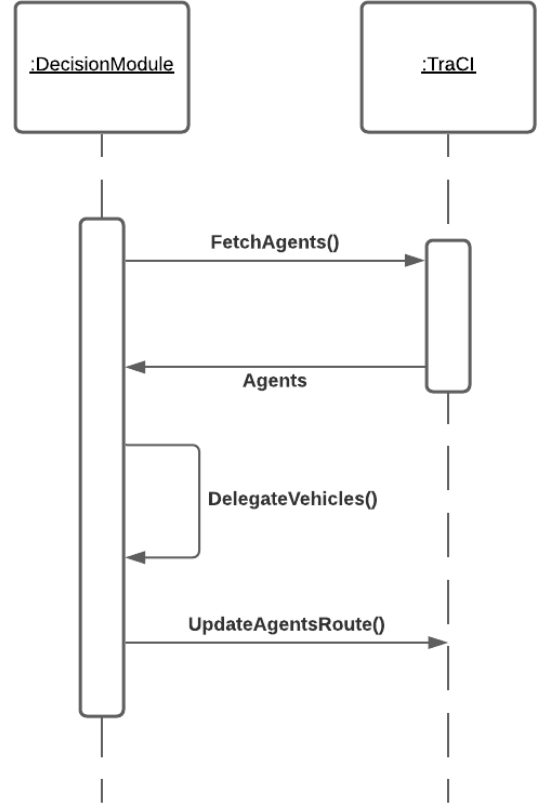 :DecisionModule
:TraCI
FetchAgents()
Agents
DelegateVehicles()
UpdateAgentsRoute()